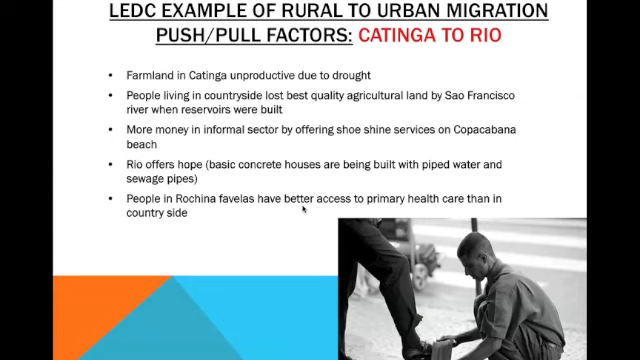 LEDC EXAMPLE OF RURAL TO URBAN MIGRATION
PUSH/PULL FACTORS: CATINGA TO RIO
• Farmland in Catinga unproductive due to drought
• People living in countryside lost best quality agricultural land by Sao Francisco
river when reservoirs were built
• More money in informal sector by offering shoe shine services on Copacabana
beach
• Rio offers hope (basic concrete houses are being built with piped water and
sewage pipes)
• People in Rochina favelas have better access to primary health care than in
country side